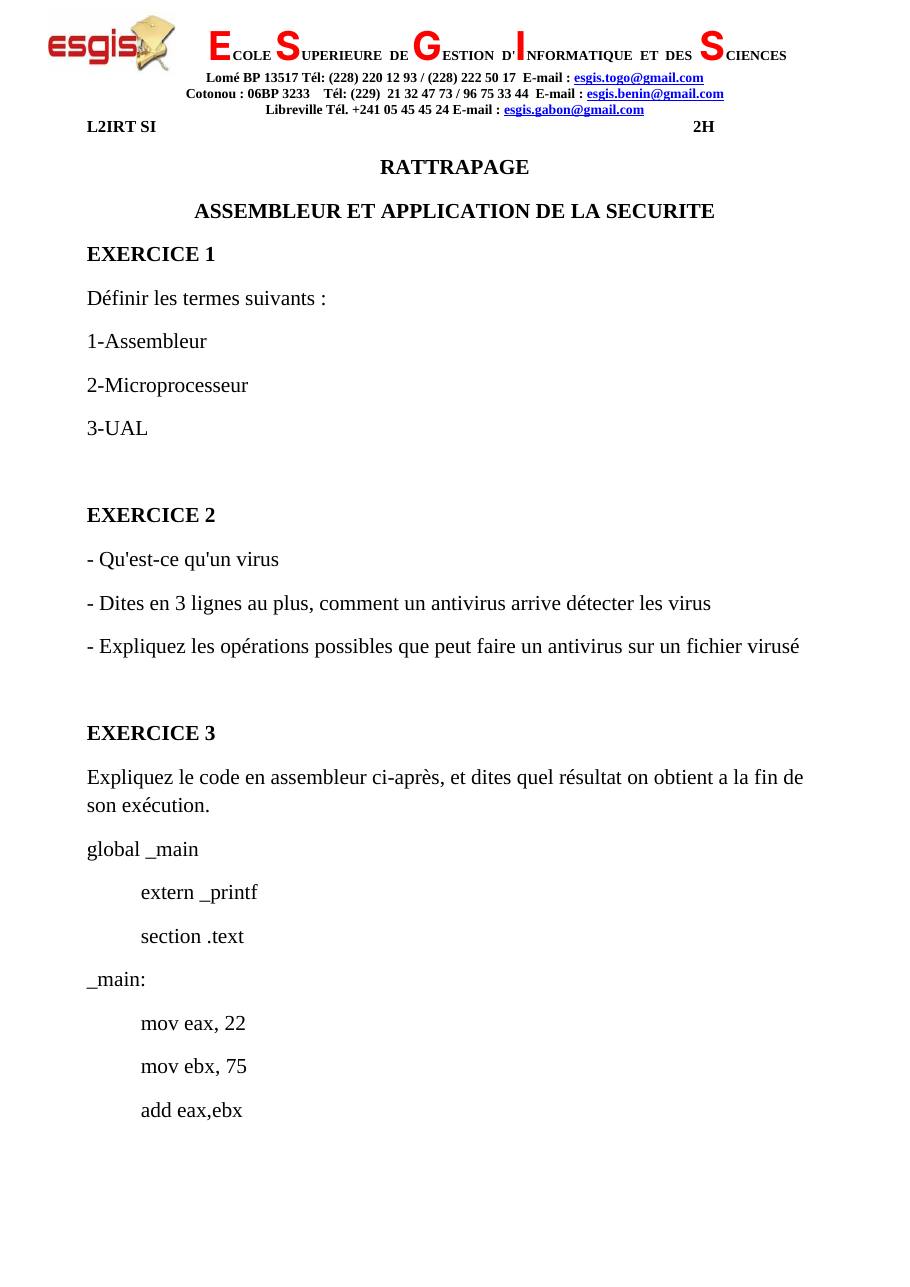 esgis
ECOLE SUPERIEURE DE GESTION D'INFORMATIQUE ET DES SCIENCES
Lomé BP 13517 Tél: (228) 220 12 93 / (228) 222 50 17 E-mail : esgis.togo@gmail.com
Cotonou : 06BP 3233 Tél: (229) 21 32 47 73 / 96 75 33 44 E-mail : esgis.benin@gmail.com
Libreville Tél. +241 05 45 45 24 E-mail : esgis.gabon@gmail.com
L2IRT SI 2H
RATTRAPAGE
ASSEMBLEUR ET APPLICATION DE LA SECURITE
EXERCICE 1
Définir les termes suivants :
1-Assembleur
2-Microprocesseur
3-UAL
EXERCICE 2
- Qu'est-ce qu'un virus
- Dites en 3 lignes au plus, comment un antivirus arrive détecter les virus
- Expliquez les opérations possibles que peut faire un antivirus sur un fichier virusé
EXERCICE 3
Expliquez le code en assembleur ci-après, et dites quel résultat on obtient a la fin de
son exécution.
global _main
extern _printf
section .text
_main:
mov eax, 22
mov ebx, 75
add eax,ebx